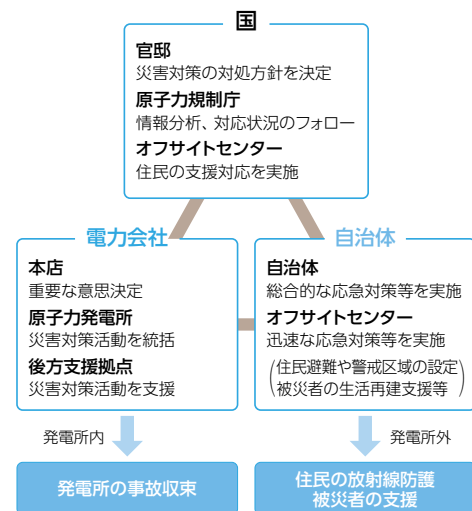 国
官邸
災害対策の対処方針を決定
原子力規制庁
情報分析、対応状況のフォロー
オフサイトセンター
住民の支援対応を実施
電力会社
本店
重要な意思決定
原子力発電所
災害対策活動を統括
後方支援拠点
災害対策活動を支援
自治体
自治体
総合的な応急対策等を実施
オフサイトセンター
迅速な応急対策等を実施
(住民避難や警戒区域の設定
被災者の生活再建支援等)
発電所内
発電所外
発電所の事故収束
住民の放射線防護
被災者の支援